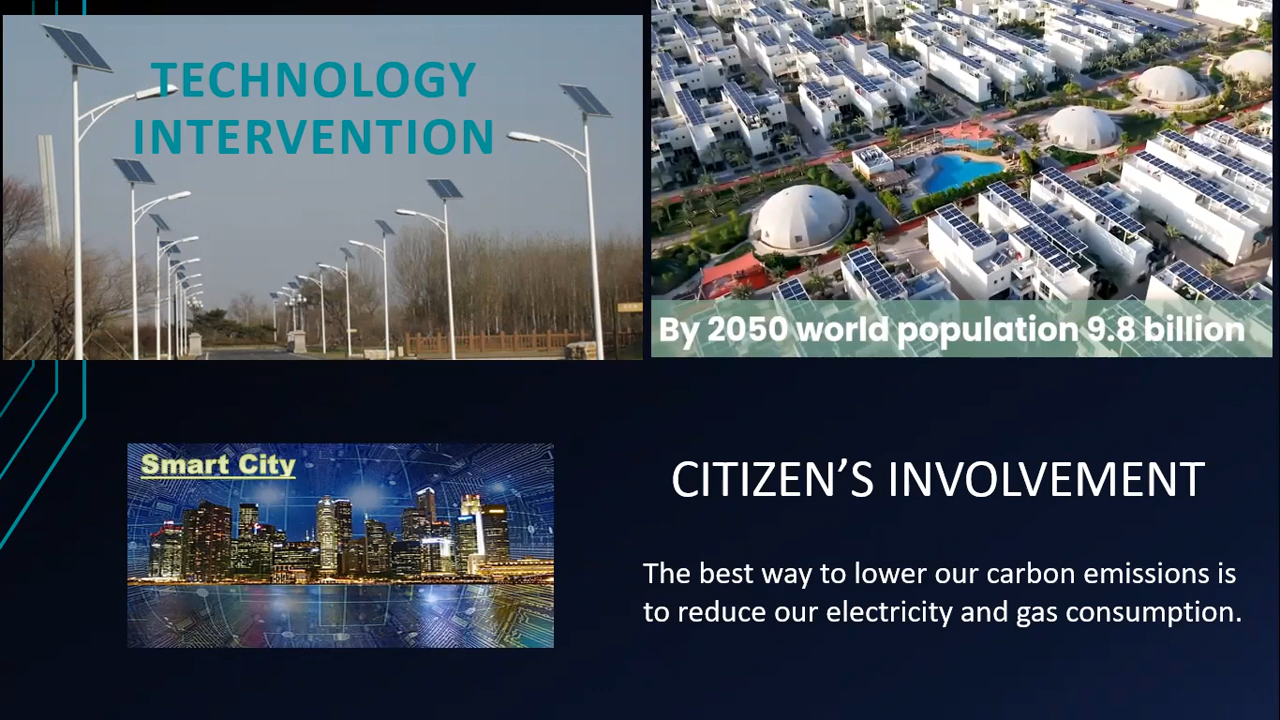 TECHNOLOGY
INTERVENTION
By 2050 world population 9.8 billion
Smart City
CITIZEN’S INVOLVEMENT
The best way to lower our carbon emissions is
to reduce our electricity and gas consumption.